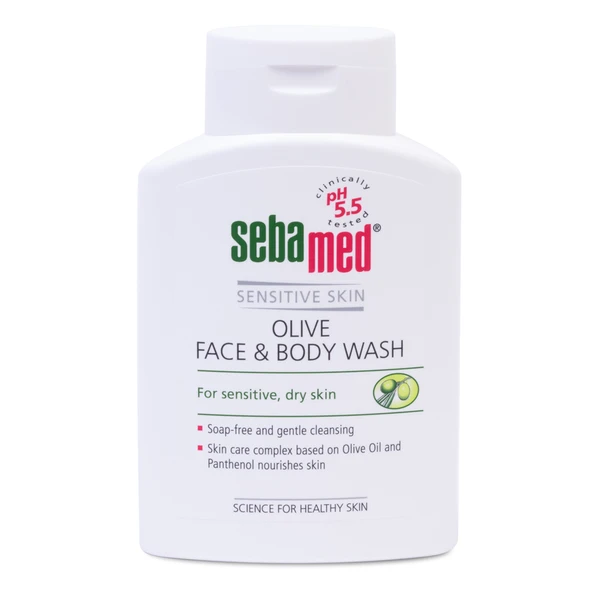 clinically
pH
5.5
tested
sebamed®
SENSITIVE SKIN
OLIVE
FACE & BODY WASH
For sensitive, dry skin
▪ Soap-free and gentle cleansing
▪ Skin care complex based on Olive Oil and
Panthenol nourishes skin
SCIENCE FOR HEALTHY SKIN